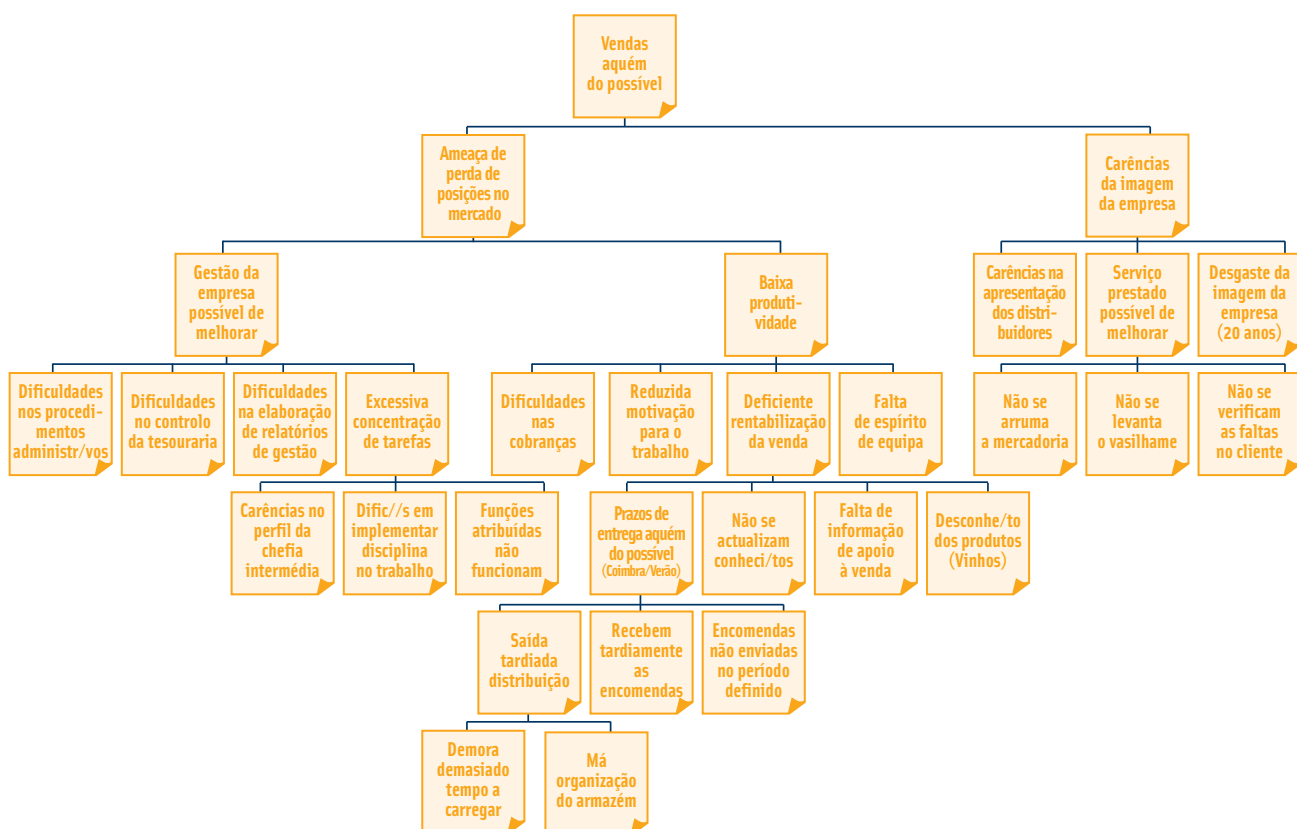 Vendas
aquém
do possível
Ameaça de
perda de
posições no
mercado
Carências
da imagem
da empresa
Gestão da
empresa
possível de
melhorar
Baixa
produti-
vidade
Carências na
apresentação
dos distri-
buidores
Serviço
prestado
possível de
melhorar
Desgaste da
imagem da
empresa
(20 anos)
Dificuldades
nos procedi-
mentos
administr/vos
Dificuldades
no controlo
da tesouraria
Dificuldades
na elaboração
de relatórios
de gestão
Excessiva
concentração
de tarefas
Dificuldades
nas
cobranças
Reduzida
motivação
para o
trabalho
Deficiente
rentabilização
da venda
Falta
de espírito
de equipa
Não se
arruma
a mercadoria
Não se
levanta
o vasilhame
Não se
verificam
as faltas
no cliente
Carências no
perfil da
chefia
intermédia
Dific//s em
implementar
disciplina
no trabalho
Funções
atribuídas
não
funcionam
Prazos de
entrega aquém
do possível
(Coimbra/Verão)
Não se
actualizam
conheci/tos
Falta de
informação
de apoio
à venda
Desconhe/to
dos produtos
(Vinhos)
Saída
tardiada
distribuição
Recebem
tardiamente
as
encomendas
Encomendas
não enviadas
no período
definido
Demora
demasiado
tempo a
carregar
Má
organização
do armazém